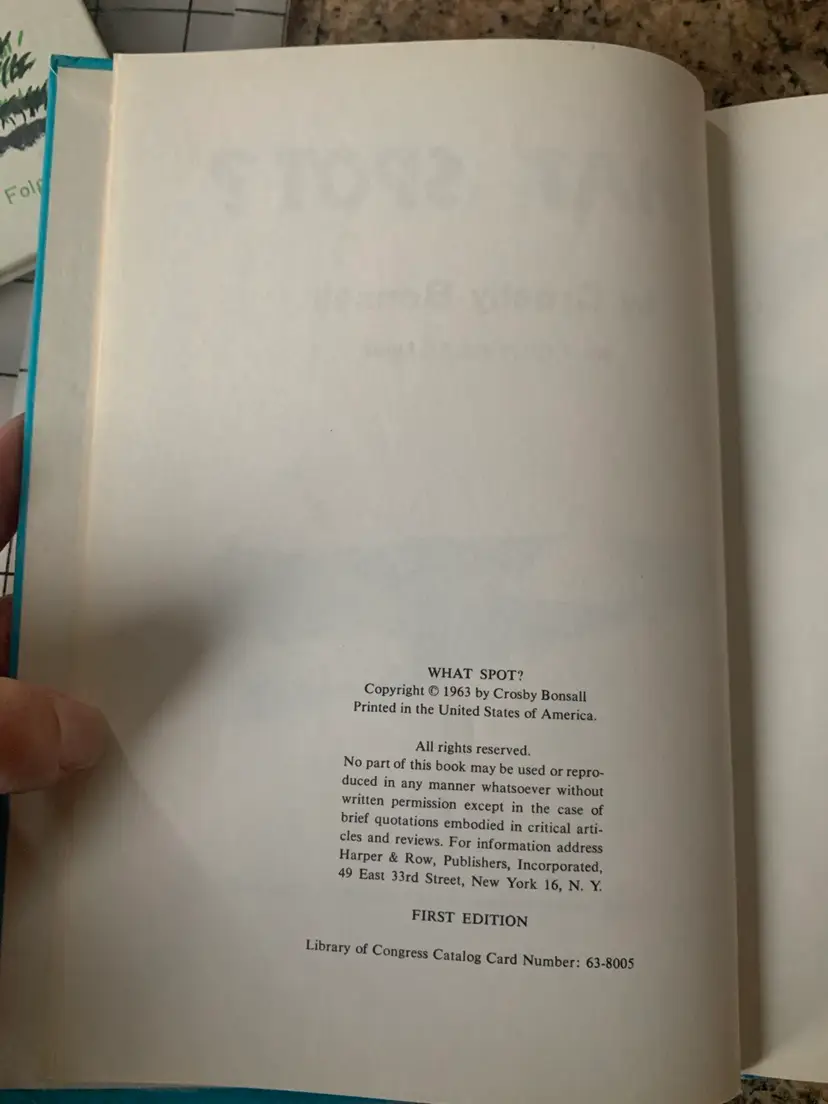 WHAT SPOT?
Copyright © 1963 by Crosby Bonsall
Printed in the United States of America.
All rights reserved.
No part of this book may be used or repro-
duced in any manner whatsoever without
written permission except in the case of
brief quotations embodied in critical arti-
cles and reviews. For information address
Harper & Row, Publishers, Incorporated,
49 East 33rd Street, New York 16, N. Y.
FIRST EDITION
Library of Congress Catalog Card Number: 63-8005